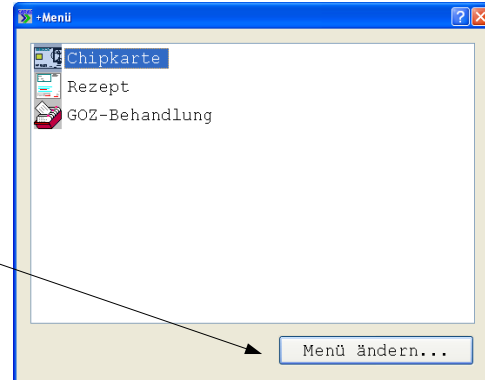 +Menü
Chipkarte
Rezept
GOZ-Behandlung
Menü ändern...